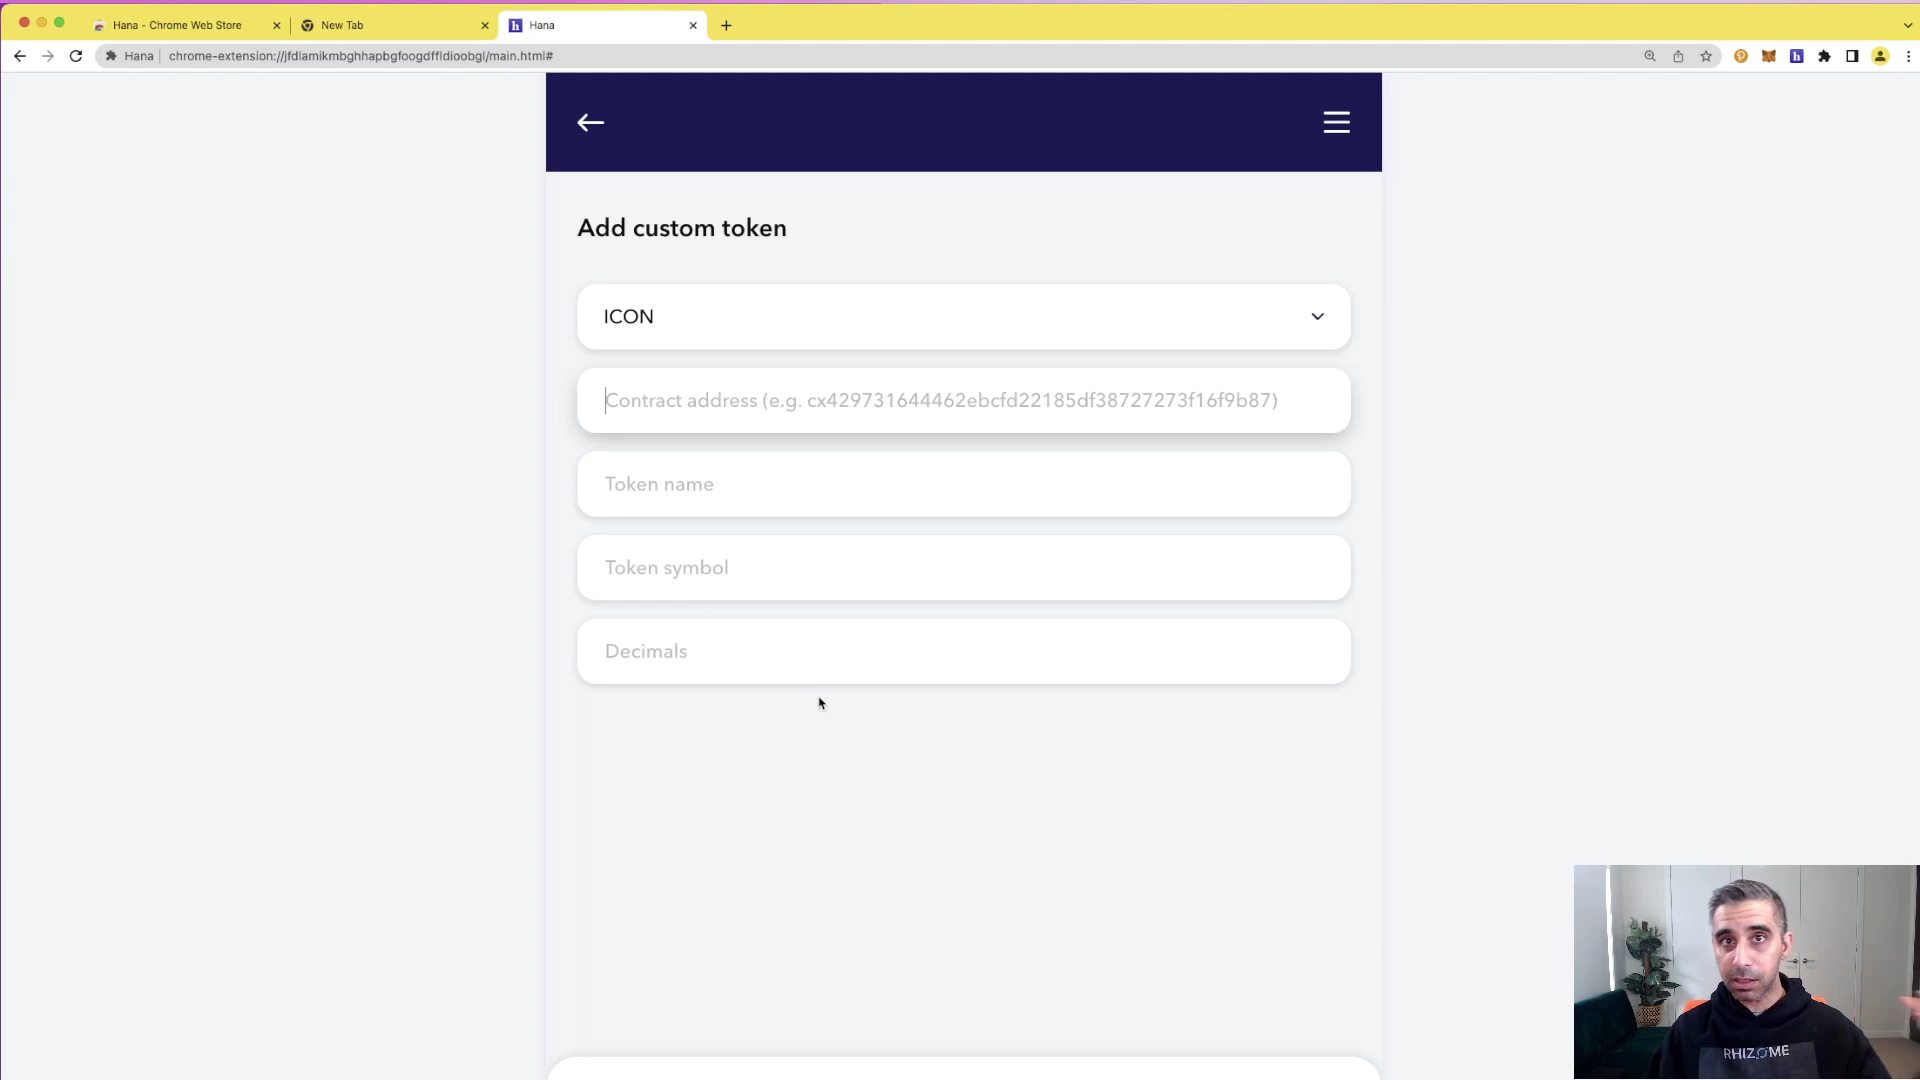 Hana - Chrome Web Store
New Tab
Hana
Hana
chrome-extension://jfdlamikmbghhapbgfoogdffldioobgl/main.html#
Add custom token
ICON
Contract address (e.g. cx429731644462ebcfd22185df38727273f16f9b87)
Token name
Token symbol
Decimals
RHIZOME